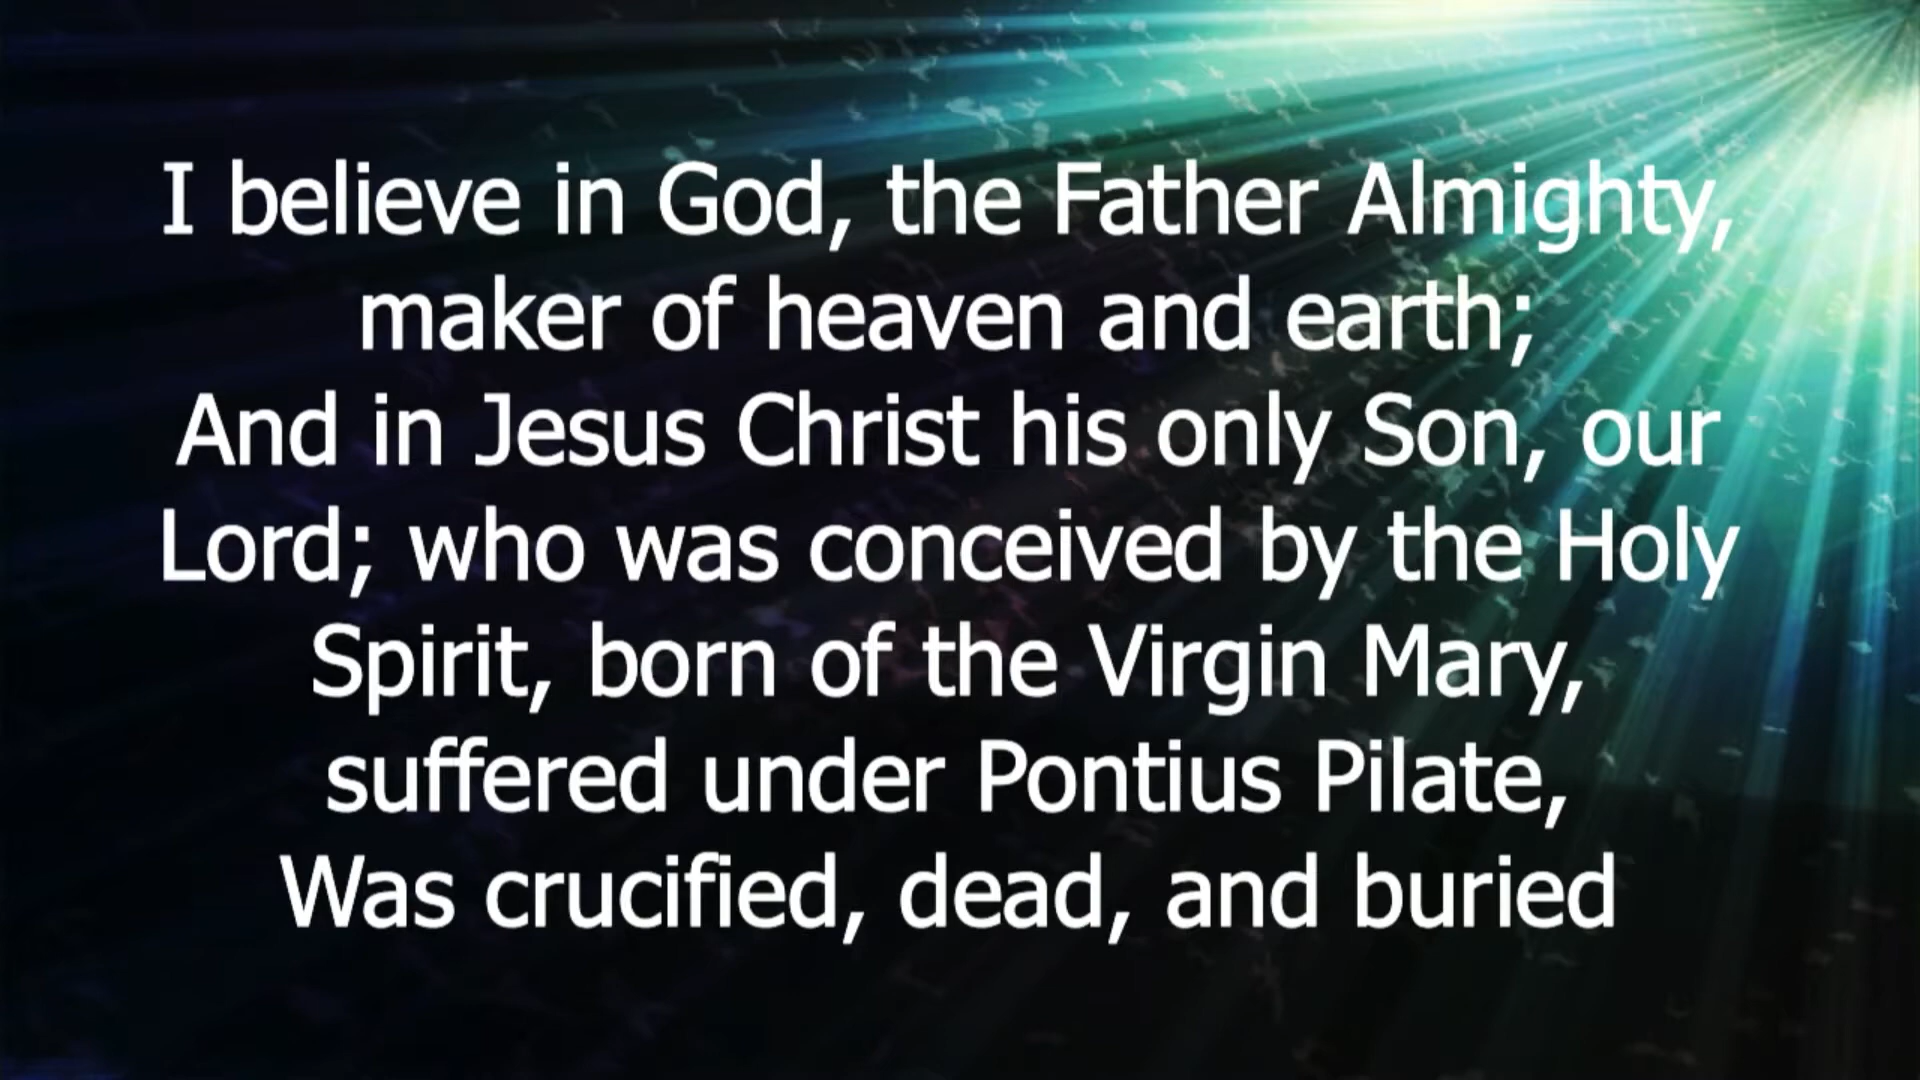 I believe in God, the Father Almighty,
maker of heaven and earth;
And in Jesus Christ his only Son, our
Lord; who was conceived by the Holy
Spirit, born of the Virgin Mary,
suffered under Pontius Pilate,
Was crucified, dead, and buried